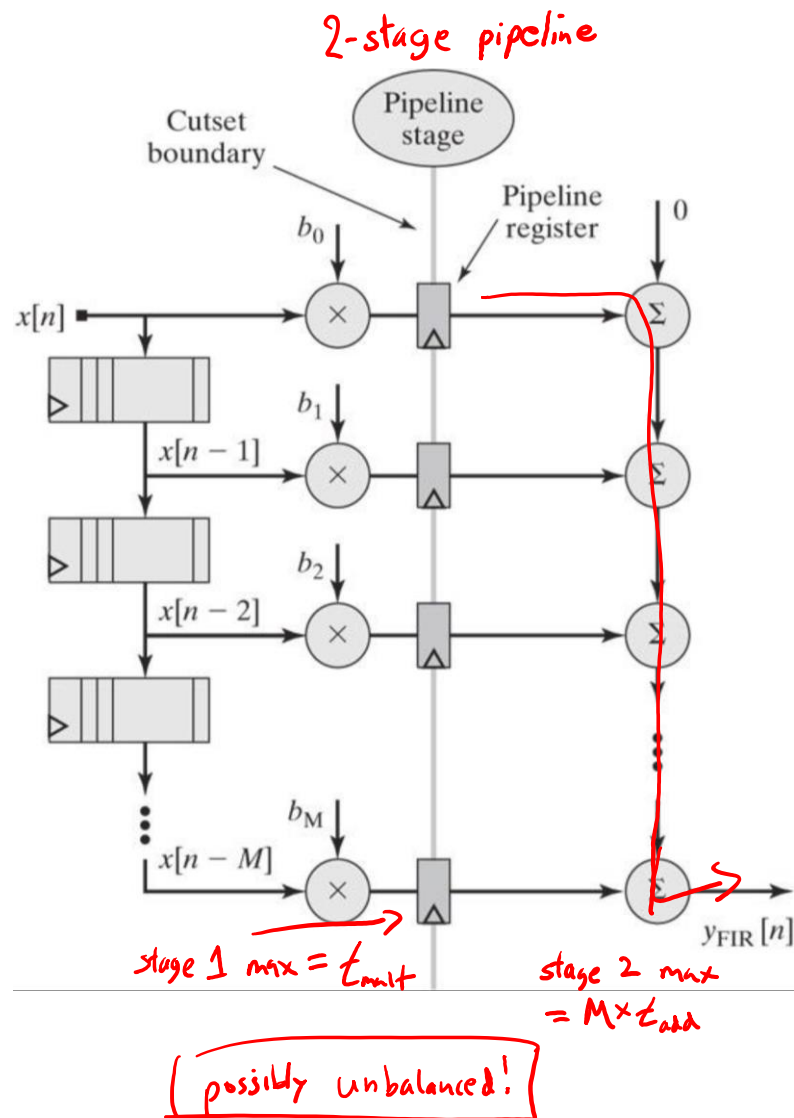 2-stage pipeline
Pipeline
stage
Cutset
boundary
Pipeline
register
b₀
0
x[n]
×
Σ
b₁
x[n − 1]
×
Σ
b₂
x[n − 2]
×
Σ
bM
x[n − M]
×
Σ
yFIR [n]
stage 1 max = tmult
stage 2 max
= M × tadd
possibly unbalanced!